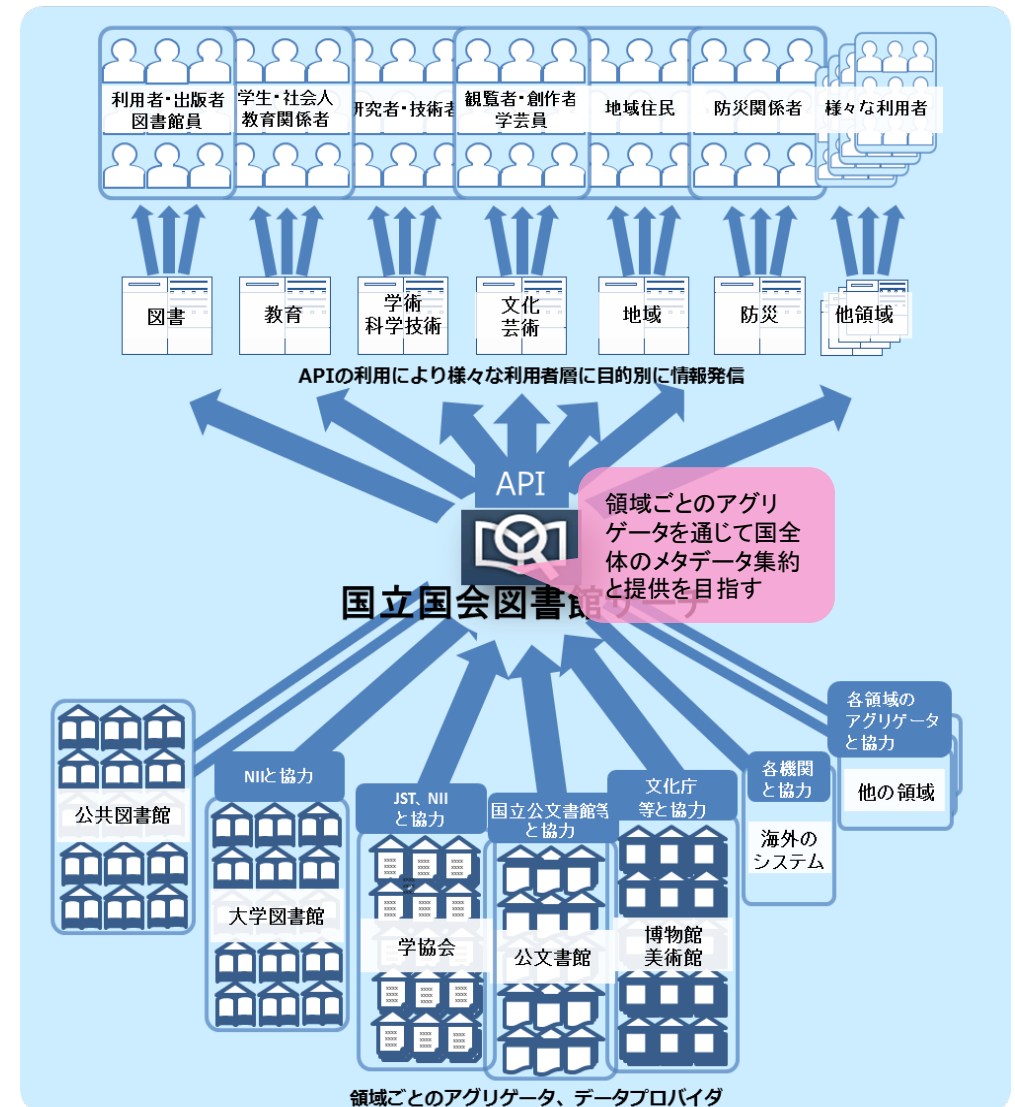 利用者・出版者
図書館員
学生・社会人
教育関係者
研究者・技術者
観覧者・創作者
学芸員
地域住民
防災関係者
様々な利用者
図書
教育
学術
科学技術
文化
芸術
地域
防災
他領域
APIの利用により様々な利用者層に目的別に情報発信
API
領域ごとのアグリ
ゲータを通じて国全
体のメタデータ集約
と提供を目指す
国立国会図書館サーチ
公共図書館
NIIと協力
大学図書館
JST、NII
と協力
学協会
国立公文書館等
と協力
公文書館
文化庁
等と協力
博物館
美術館
各機関
と協力
海外の
システム
各領域の
アグリゲータ
と協力
他の領域
領域ごとのアグリゲータ、データプロバイダ